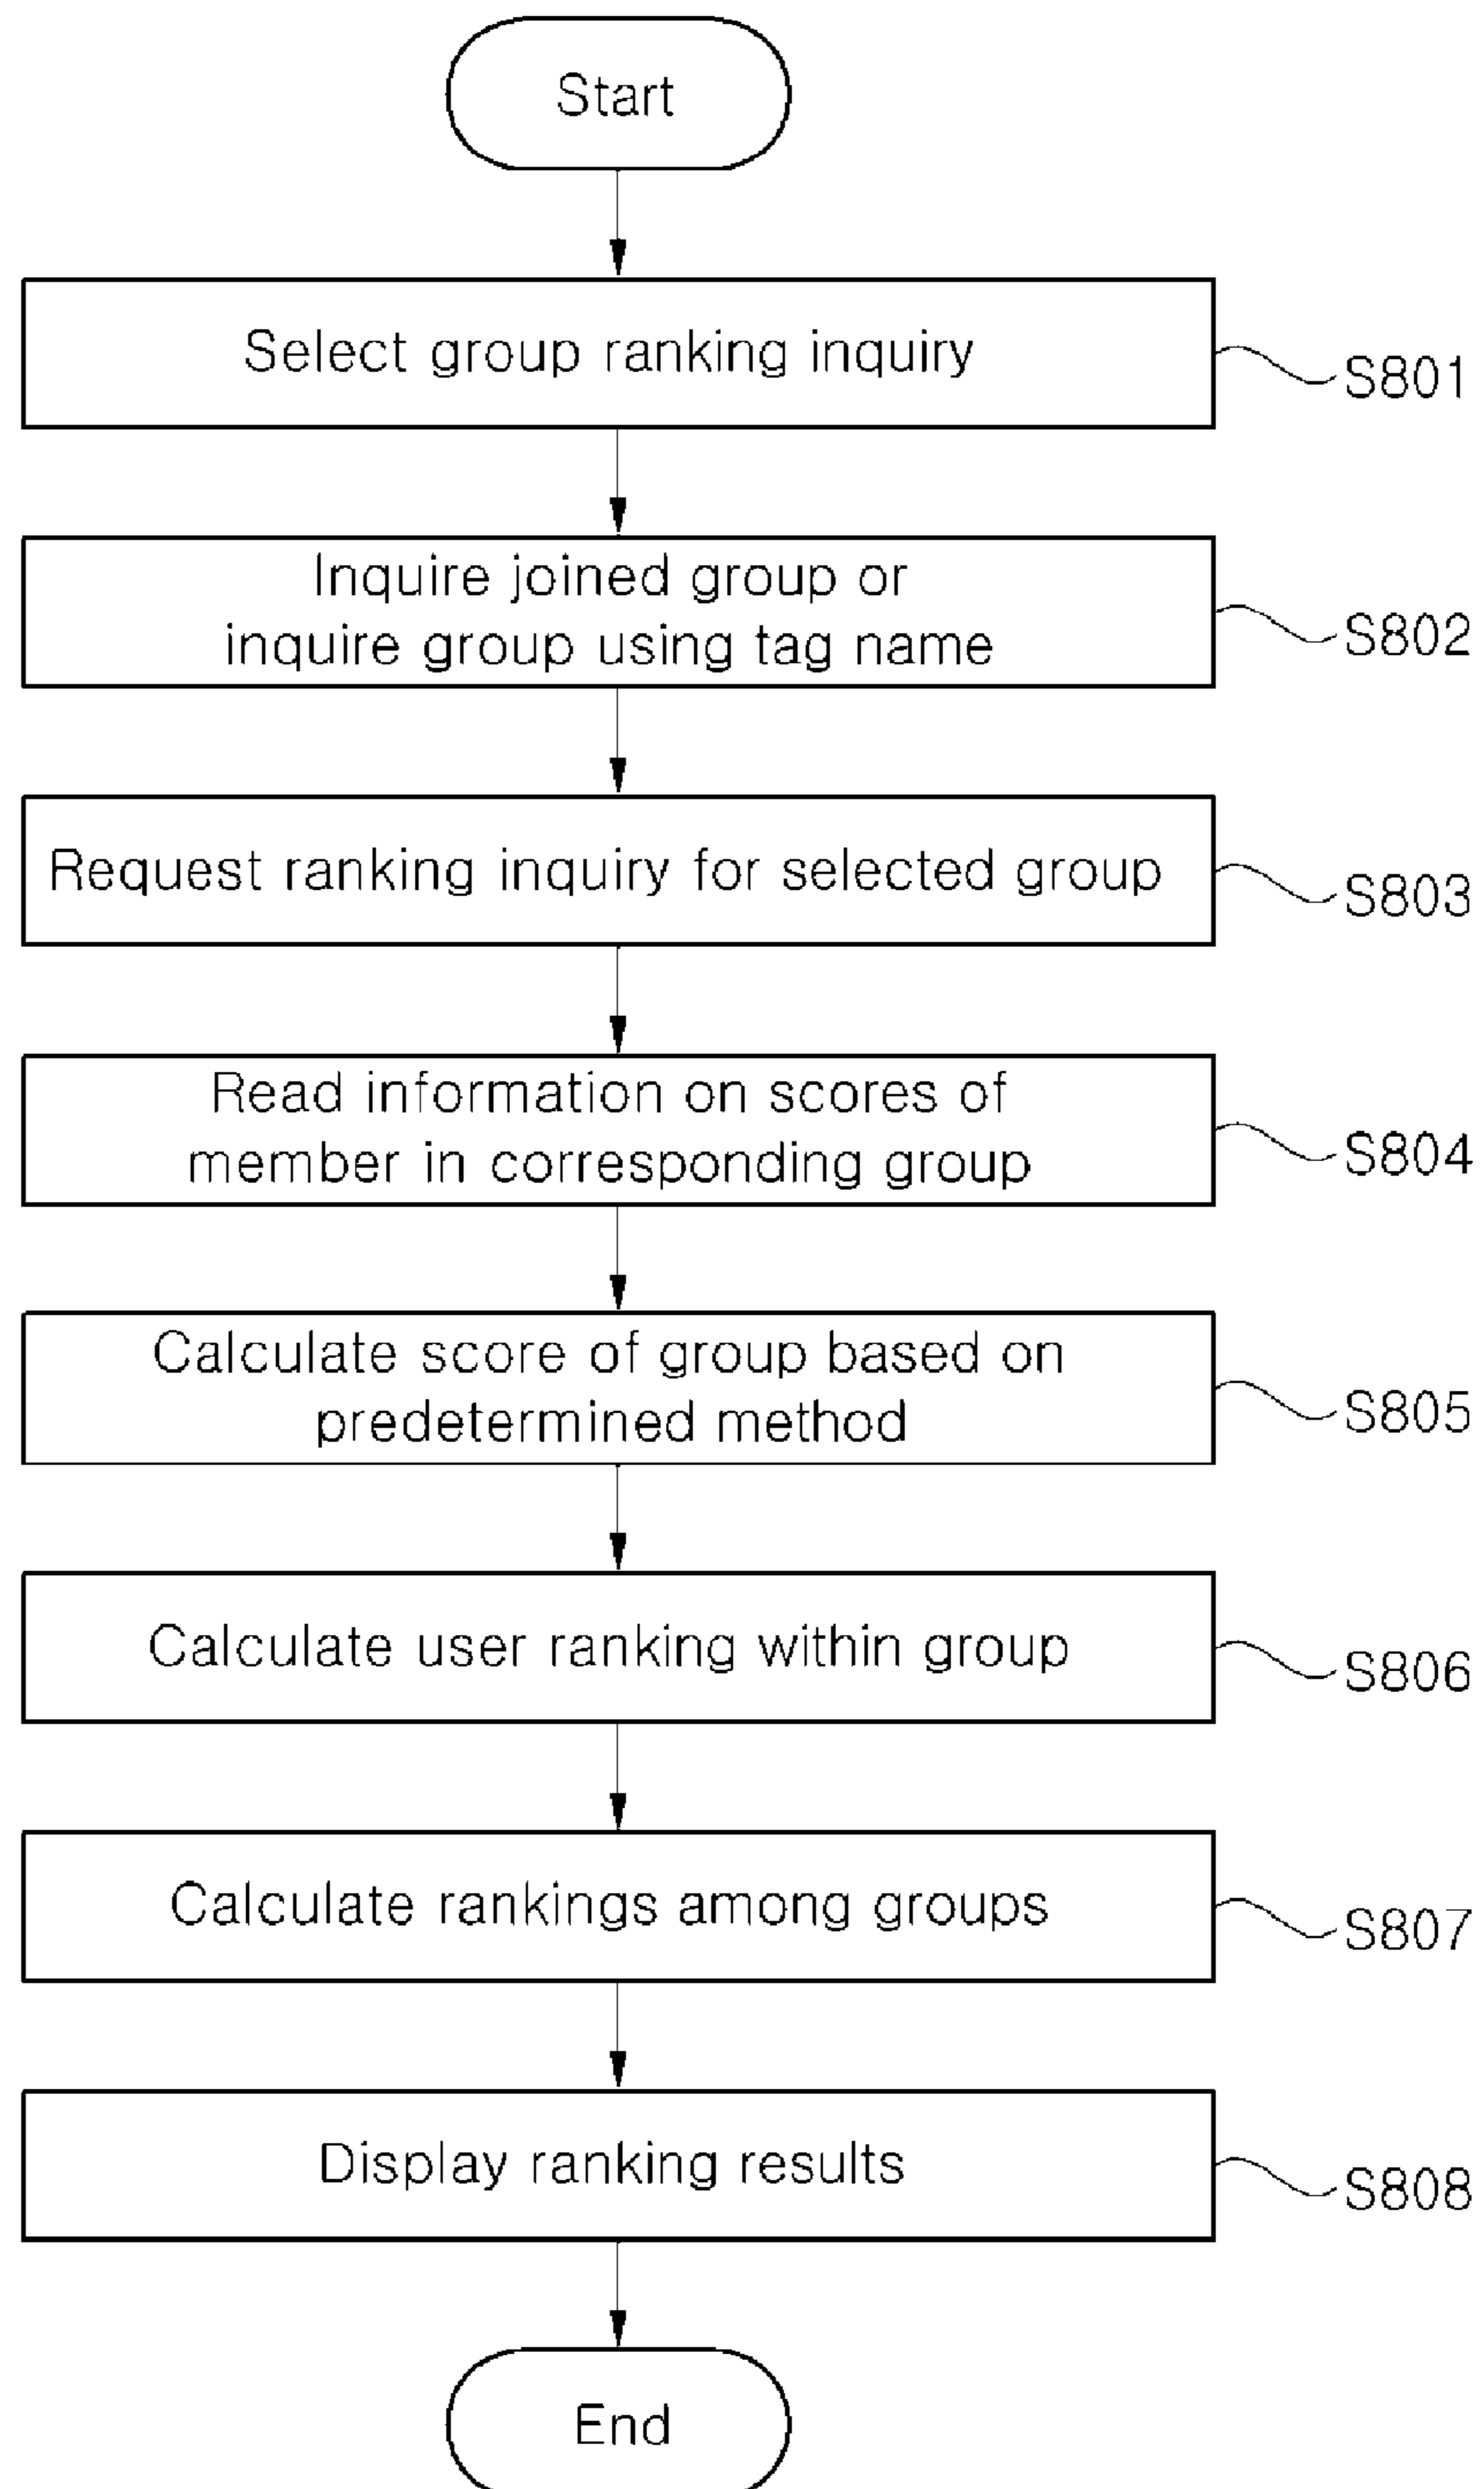 Start
Select group ranking inquiry
S801
Inquire joined group or
inquire group using tag name
S802
Request ranking inquiry for selected group
S803
Read information on scores of
member in corresponding group
S804
Calculate score of group based on
predetermined method
S805
Calculate user ranking within group
S806
Calculate rankings among groups
S807
Display ranking results
S808
End